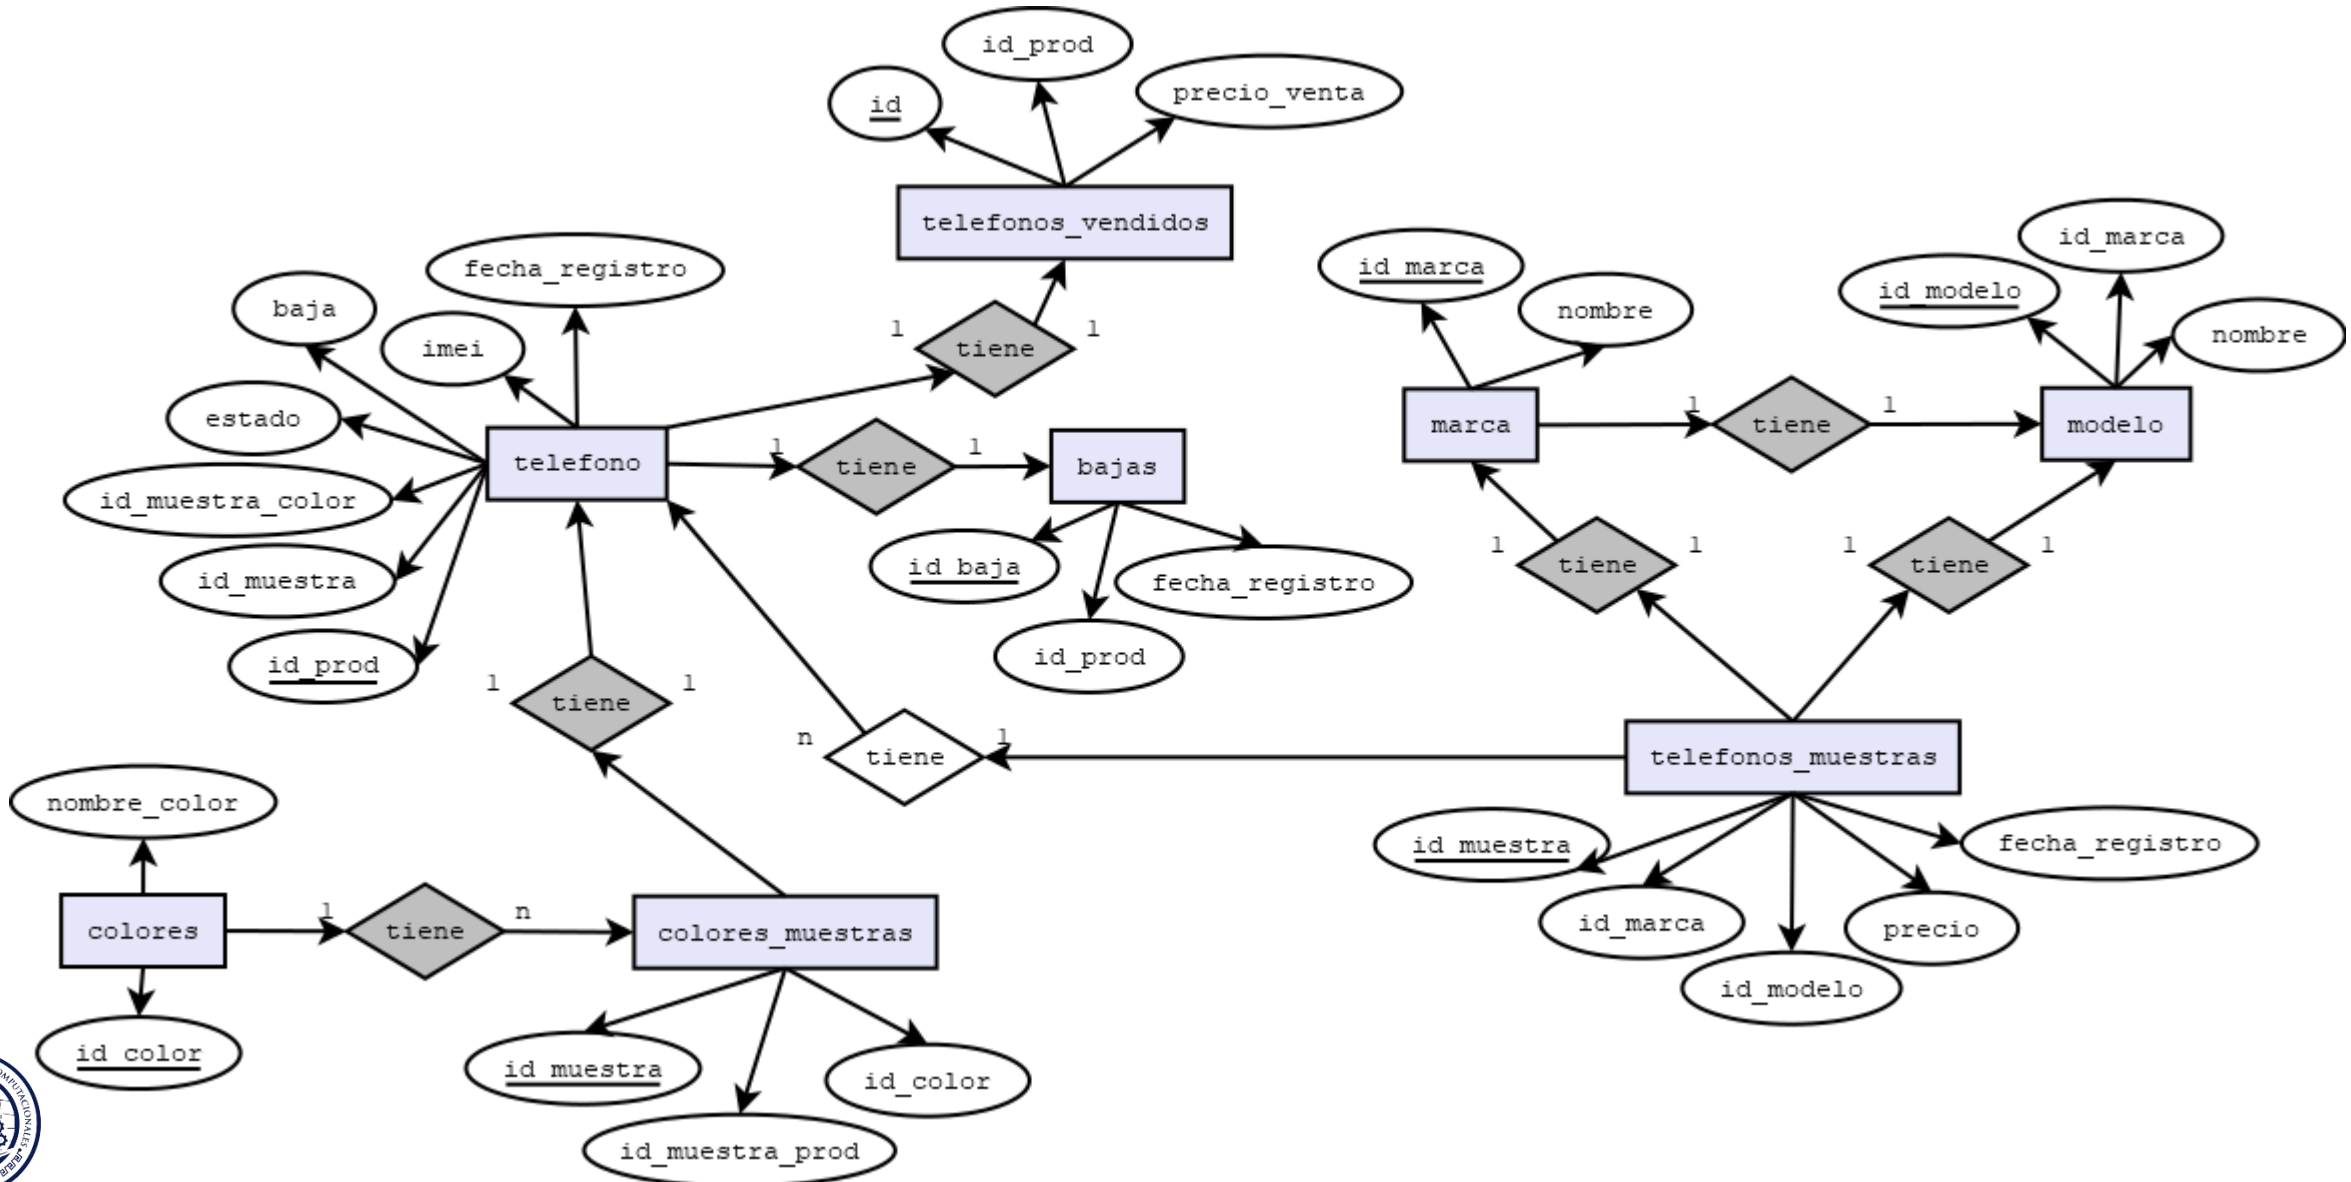 id_prod
id
precio_venta
telefonos_vendidos
fecha_registro
baja
imei
estado
id_muestra_color
id_muestra
id_prod
telefono
1
tiene
1
1
tiene
1
bajas
id_baja
fecha_registro
id_prod
id_marca
nombre
id_marca
id_modelo
nombre
marca
1
tiene
1
modelo
1
tiene
1
1
tiene
1
1
tiene
1
n
tiene
1
telefonos_muestras
id_muestra
fecha_registro
id_marca
precio
id_modelo
nombre_color
colores
1
tiene
n
colores_muestras
id_color
id_muestra
id_color
id_muestra_prod